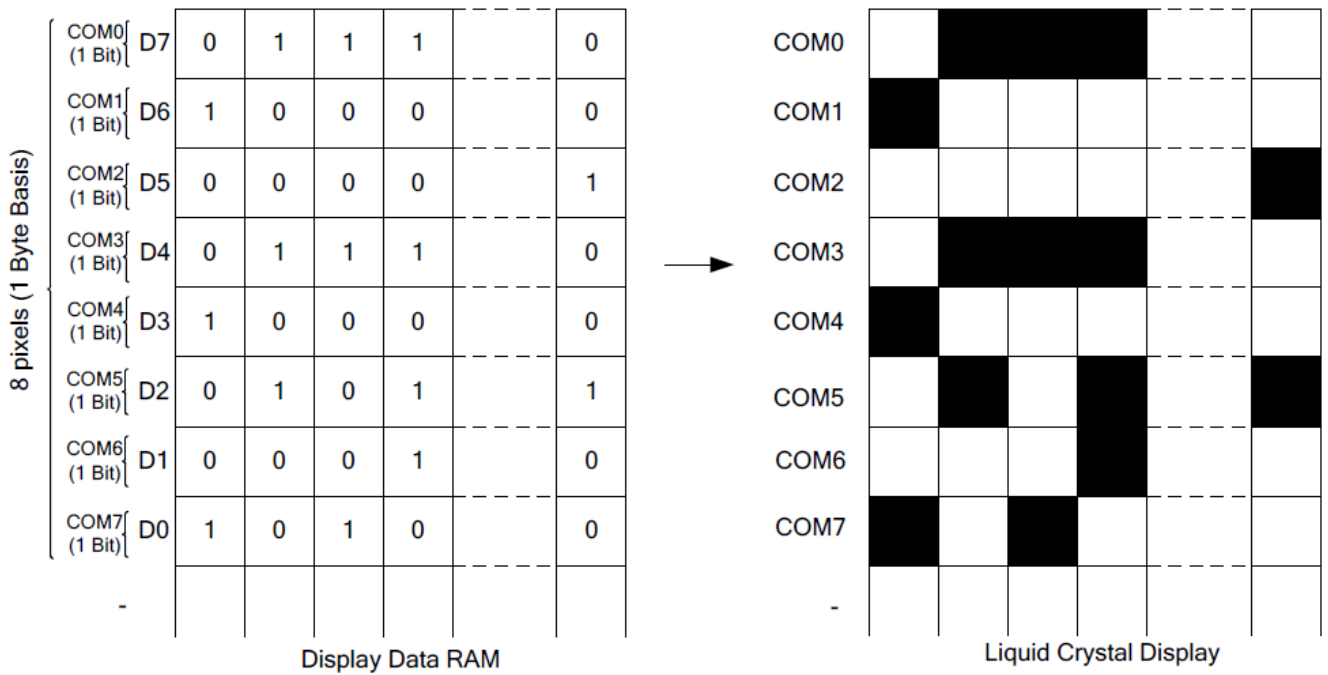 8 pixels (1 Byte Basis)
COM0 (1 Bit) D7 0 1 1 1 0
COM1 (1 Bit) D6 1 0 0 0 0
COM2 (1 Bit) D5 0 0 0 0 1
COM3 (1 Bit) D4 0 1 1 1 0
COM4 (1 Bit) D3 1 0 0 0 0
COM5 (1 Bit) D2 0 1 0 1 1
COM6 (1 Bit) D1 0 0 0 1 0
COM7 (1 Bit) D0 1 0 1 0 0
-
Display Data RAM
COM0
COM1
COM2
COM3
COM4
COM5
COM6
COM7
-
Liquid Crystal Display